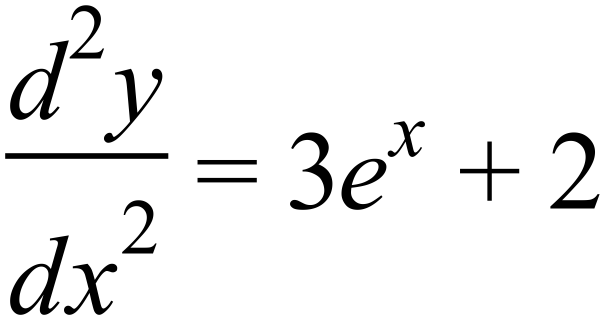 d²y/dx² = 3eˣ + 2